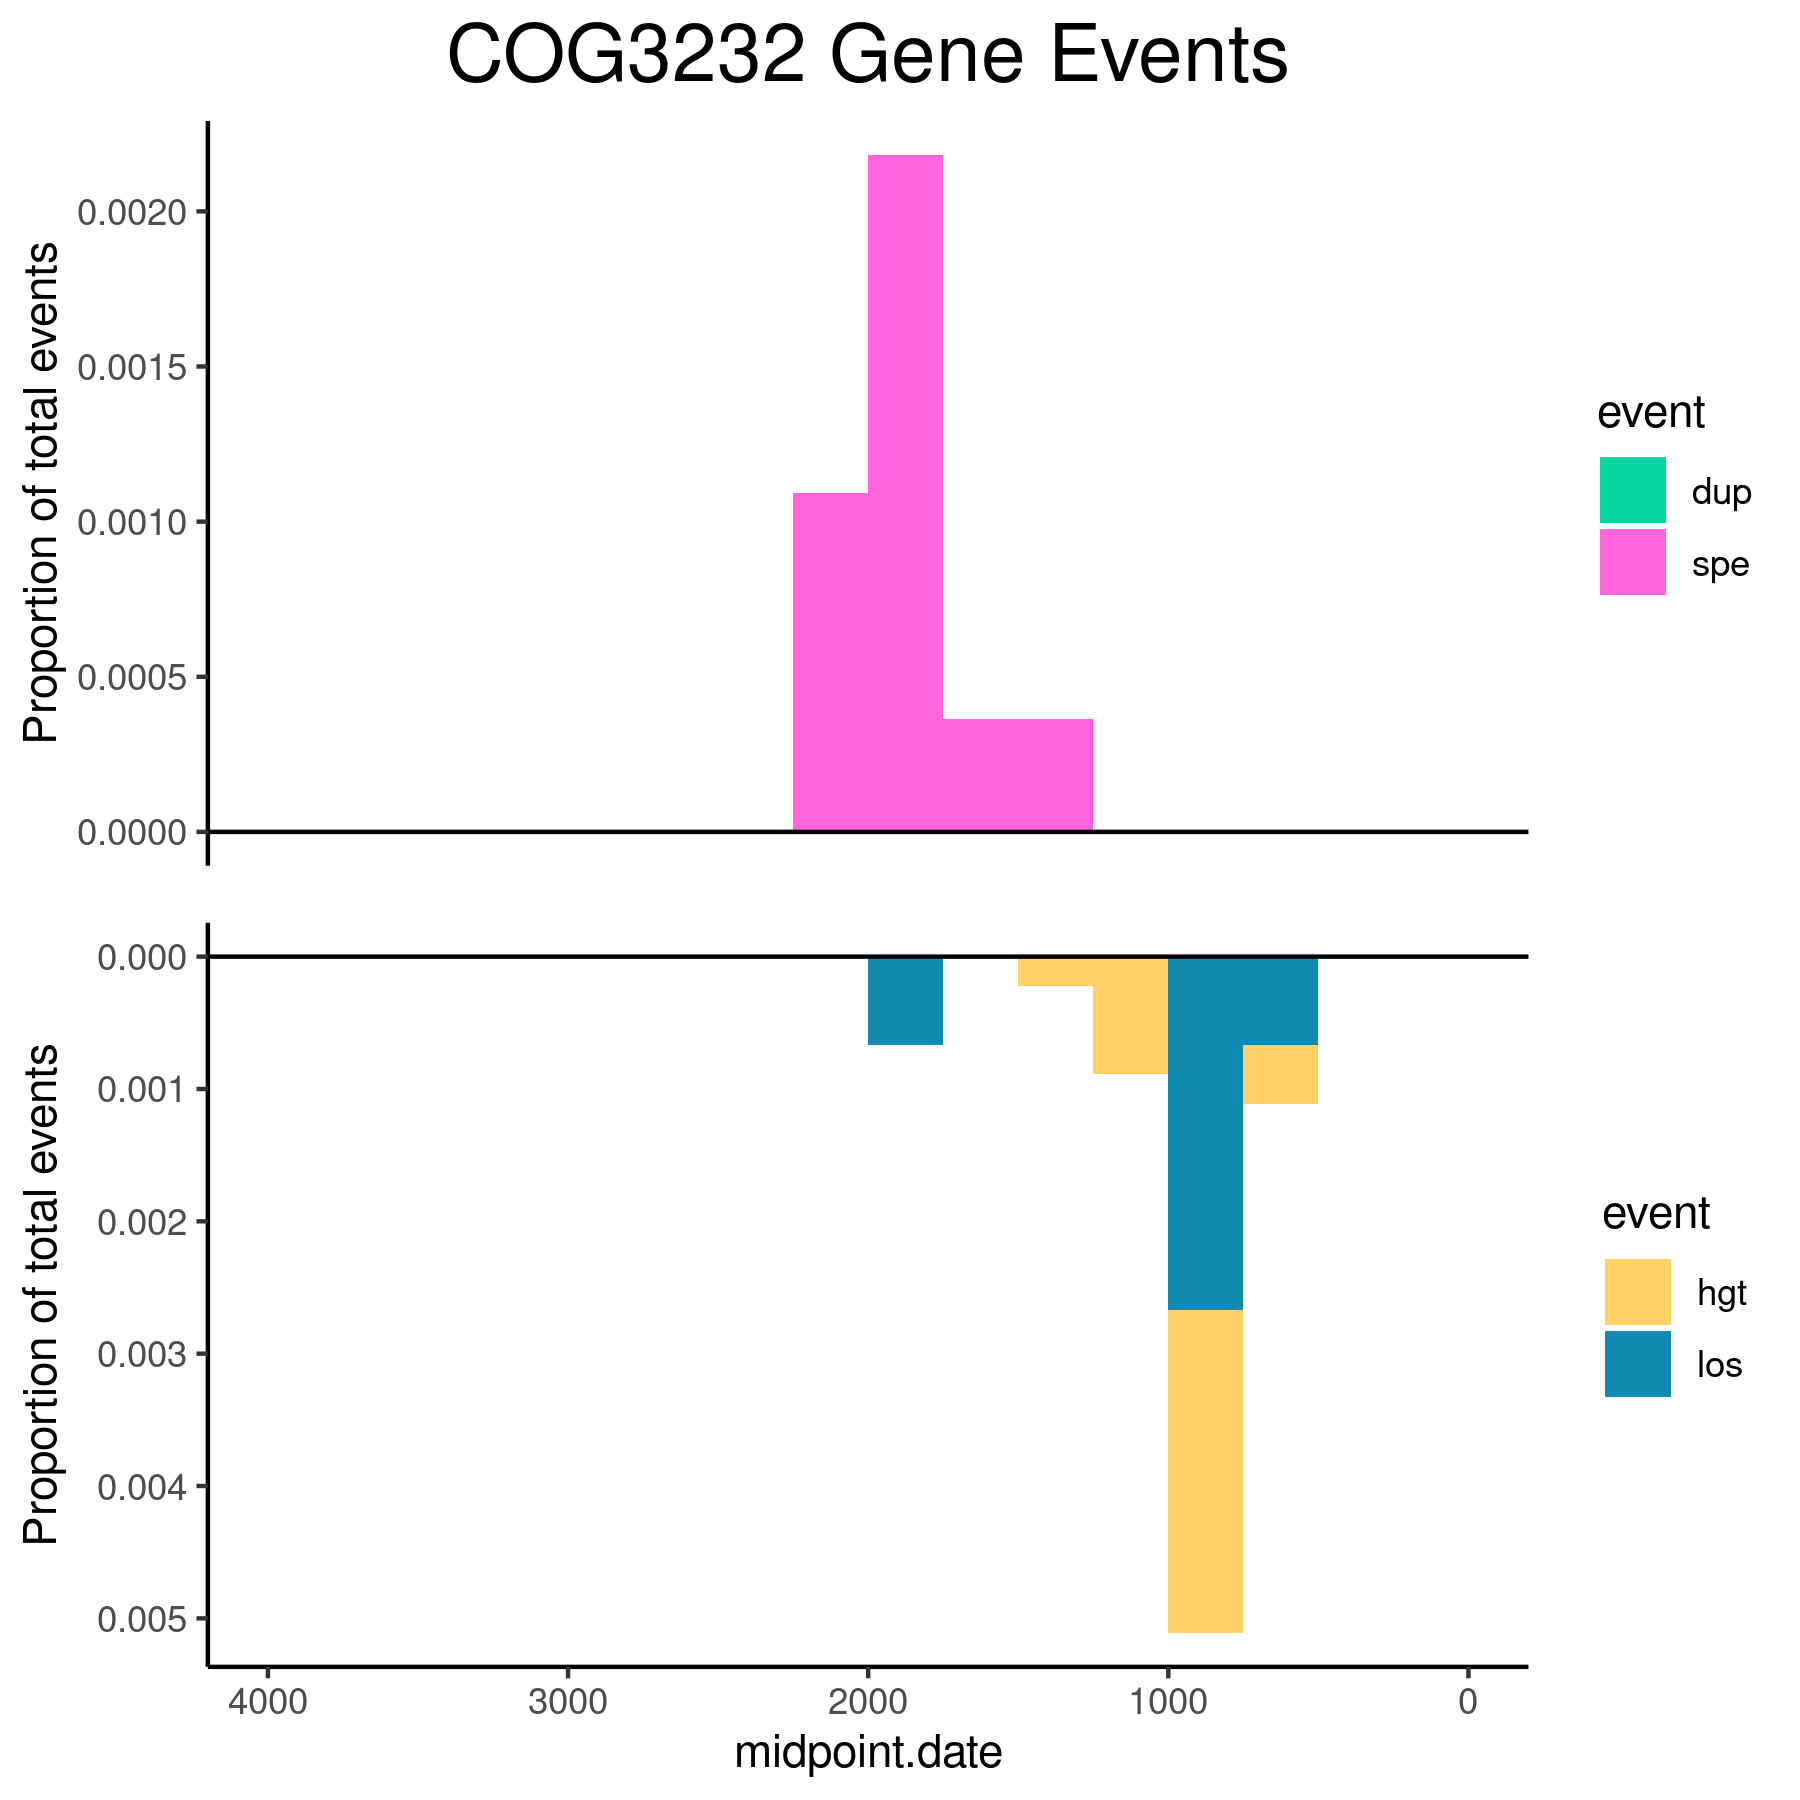 COG3232 Gene Events
Proportion of total events
0.0020
0.0015
0.0010
0.0005
0.0000
event
dup
spe
Proportion of total events
0.000
0.001
0.002
0.003
0.004
0.005
event
hgt
los
4000 3000 2000 1000 0
midpoint.date